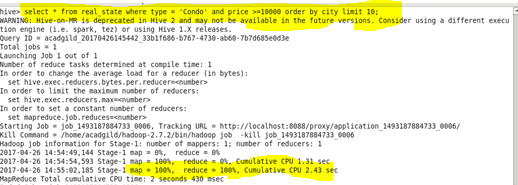 hive> select * from real_state where type = 'Condo' and price >=10000 order by city limit 10;
WARNING: Hive-on-MR is deprecated in Hive 2 and may not be available in the future versions. Consider using a different execu
tion engine (i.e. spark, tez) or using Hive 1.X releases.
Query ID = acadgild_20170426145442_33b1f686-b767-4730-ab60-7b7d685e0d3e
Total jobs = 1
Launching Job 1 out of 1
Number of reduce tasks determined at compile time: 1
In order to change the average load for a reducer (in bytes):
set hive.exec.reducers.bytes.per.reducer=<number>
In order to limit the maximum number of reducers:
set hive.exec.reducers.max=<number>
In order to set a constant number of reducers:
set mapreduce.job.reduces=<number>
Starting Job = job_1493187884733_0006, Tracking URL = http://localhost:8088/proxy/application_1493187884733_0006/
Kill Command = /home/acadgild/hadoop-2.7.2/bin/hadoop job  -kill job_1493187884733_0006
Hadoop job information for Stage-1: number of mappers: 1; number of reducers: 1
2017-04-26 14:54:49,144 Stage-1 map = 0%,  reduce = 0%
2017-04-26 14:54:54,593 Stage-1 map = 100%,  reduce = 0%, Cumulative CPU 1.31 sec
2017-04-26 14:55:02,185 Stage-1 map = 100%,  reduce = 100%, Cumulative CPU 2.43 sec
MapReduce Total cumulative CPU time: 2 seconds 430 msec